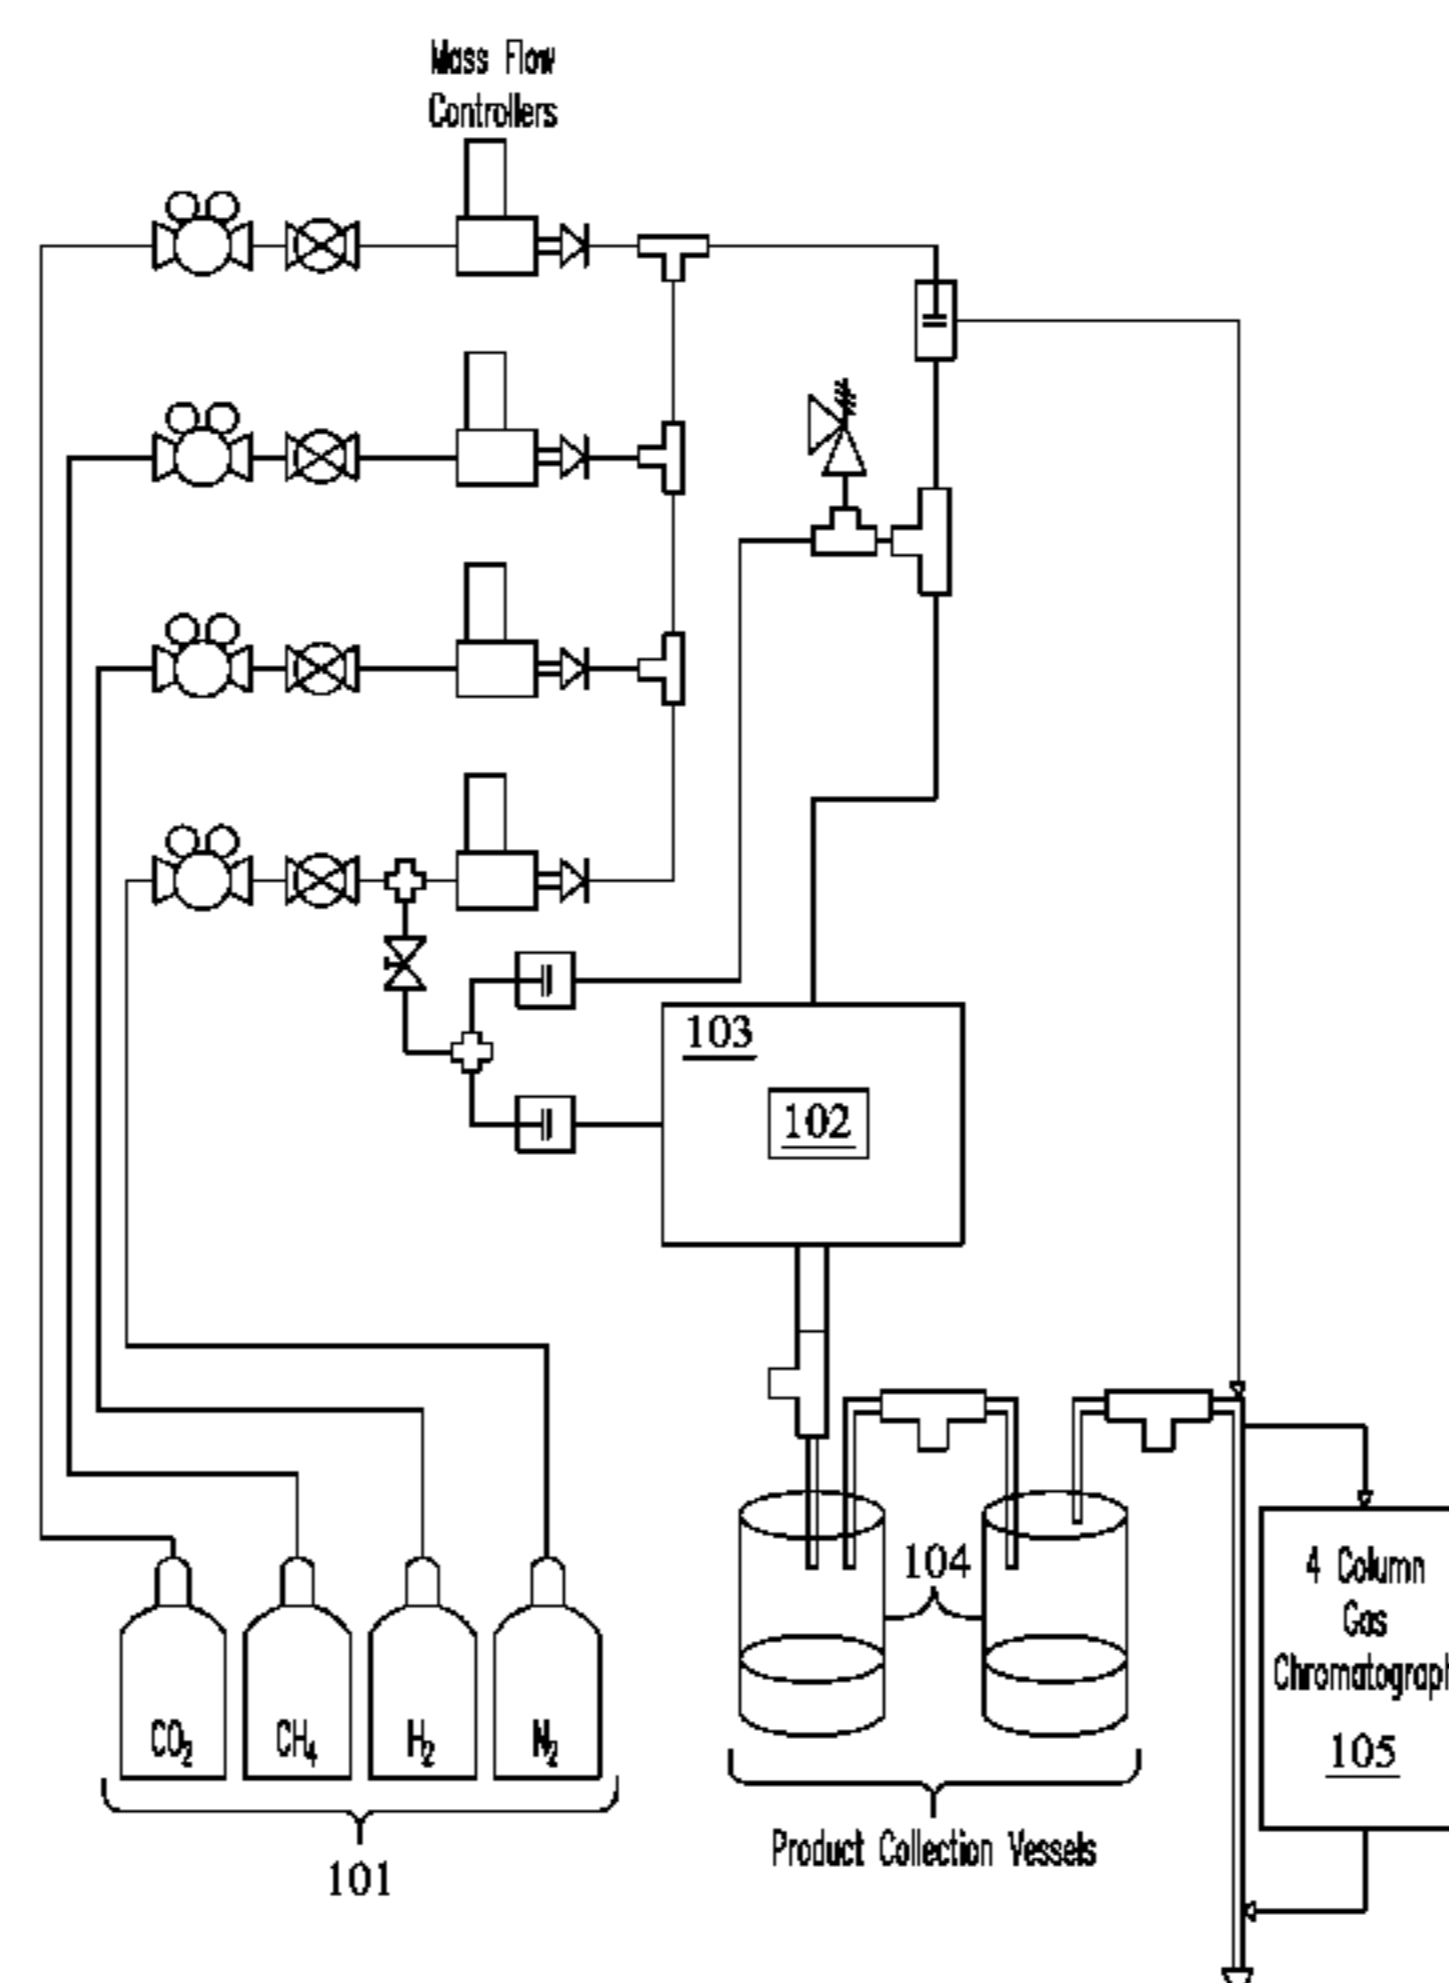 Mass Flow
Controllers
103
102
104
4 Column
Gas
Chromatograph
105
CO₂
CH₄
H₂
N₂
Product Collection Vessels
101